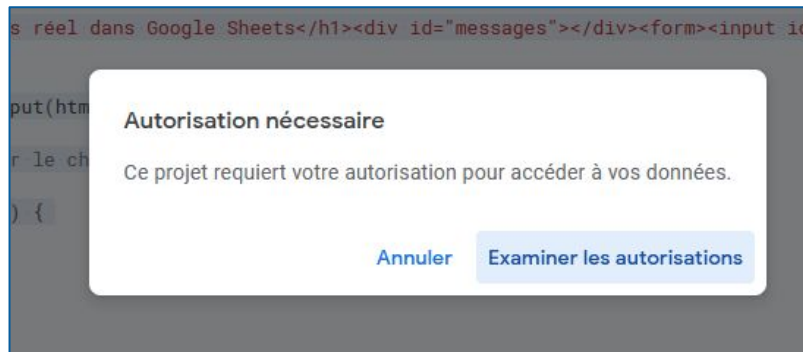 s réel dans Google Sheets</h1><div id="messages"></div><form><input id
put(htm
Autorisation nécessaire
r le ch
Ce projet requiert votre autorisation pour accéder à vos données.
) {
Annuler Examiner les autorisations